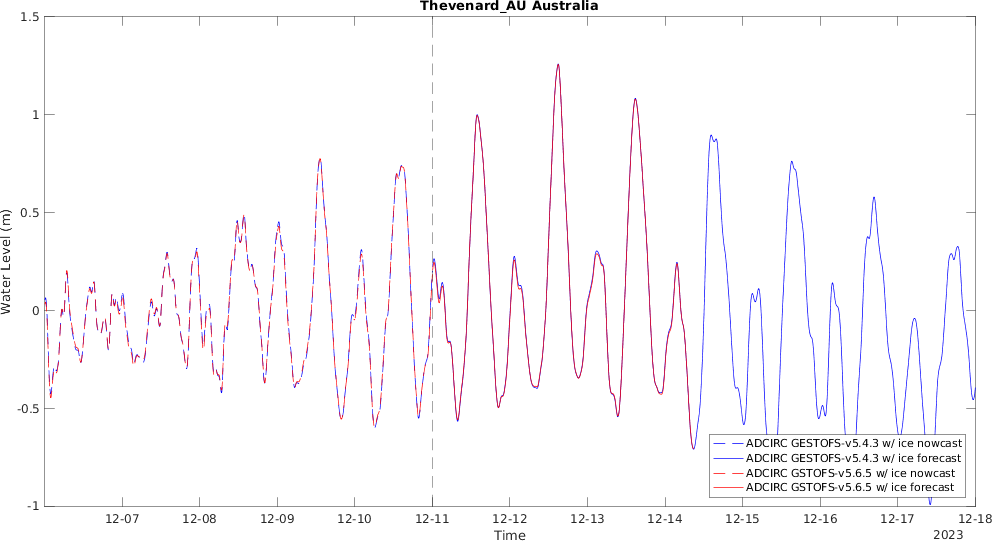 Thevenard_AU Australia
Water Level (m)
1.5
1
0.5
0
-0.5
-1
12-07 12-08 12-09 12-10 12-11 12-12 12-13 12-14 12-15 12-16 12-17 12-18
Time
2023
ADCIRC GESTOFS-v5.4.3 w/ ice nowcast
ADCIRC GESTOFS-v5.4.3 w/ ice forecast
ADCIRC GSTOFS-v5.6.5 w/ ice nowcast
ADCIRC GSTOFS-v5.6.5 w/ ice forecast